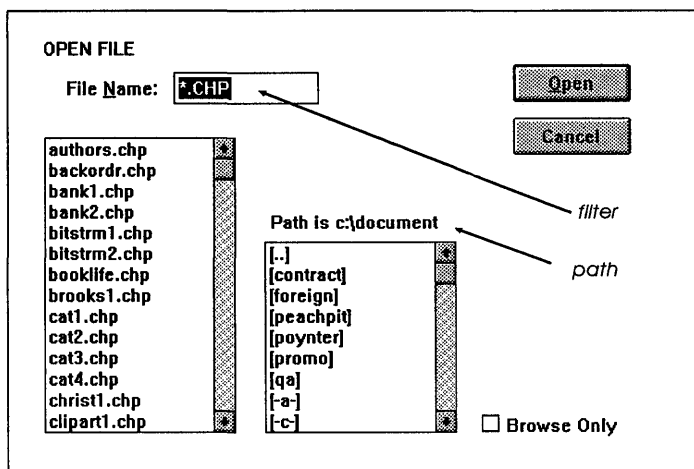 OPEN FILE
File Name: *.CHP
Open
Cancel
authors.chp
backordr.chp
bank1.chp
bank2.chp
bitstrm1.chp
bitstrm2.chp
booklife.chp
brooks1.chp
cat1.chp
cat2.chp
cat3.chp
cat4.chp
christ1.chp
clipart1.chp
filter
Path is c:\document
path
[..]
[contract]
[foreign]
[peachpit]
[poynter]
[promo]
[qa]
[-a-]
[-c-]
Browse Only